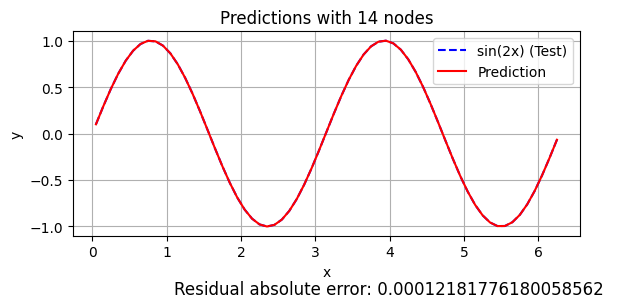 Predictions with 14 nodes
1.0
0.5
0.0
−0.5
−1.0
y
sin(2x) (Test)
Prediction
0 1 2 3 4 5 6
x
Residual absolute error: 0.00012181776180058562